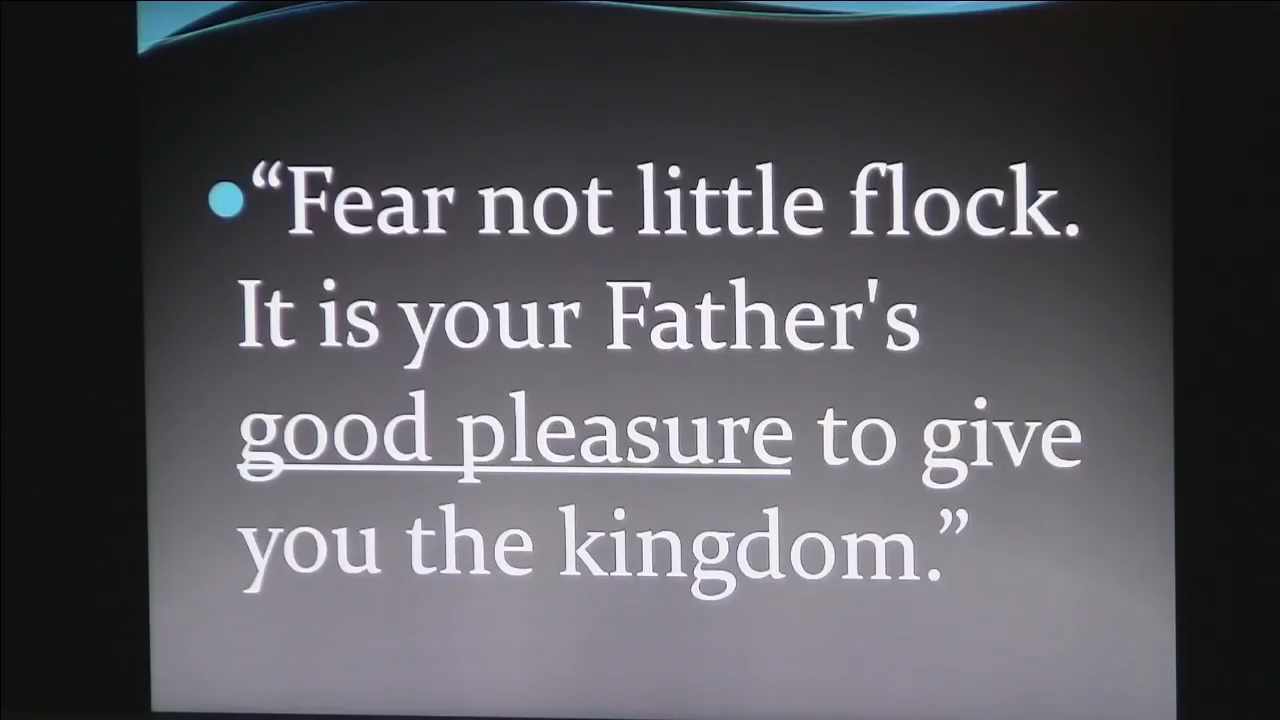 • “Fear not little flock.
It is your Father's
good pleasure to give
you the kingdom.”